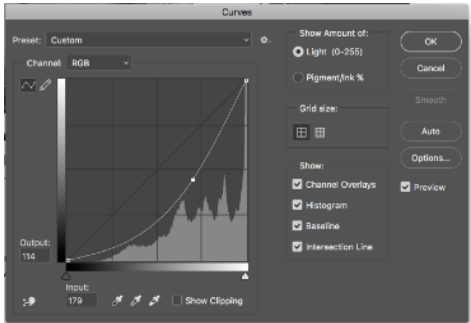 Curves
Preset: Custom
Channel: RGB
Output:
114
Input:
179
Show Clipping
Show Amount of:
Light (0-255)
Pigment/Ink %
Grid size:
Show:
Channel Overlays
Histogram
Baseline
Intersection Line
OK
Cancel
Smooth
Auto
Options...
Preview